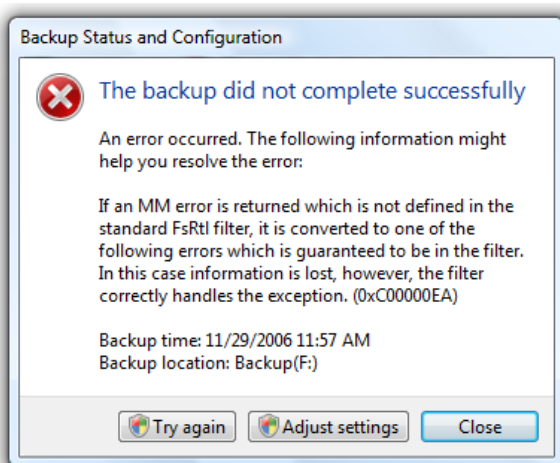 Backup Status and Configuration
The backup did not complete successfully
An error occurred. The following information might
help you resolve the error:
If an MM error is returned which is not defined in the
standard FsRtl filter, it is converted to one of the
following errors which is guaranteed to be in the filter.
In this case information is lost, however, the filter
correctly handles the exception. (0xC00000EA)
Backup time: 11/29/2006 11:57 AM
Backup location: Backup(F:)
Try again Adjust settings Close